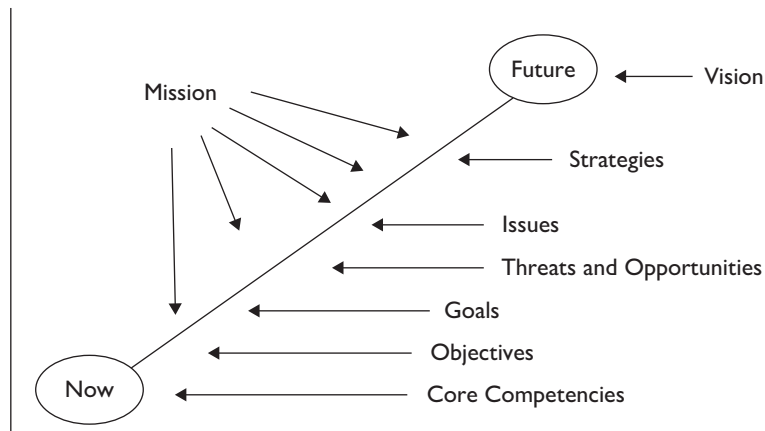 Future
Vision
Mission
Strategies
Issues
Threats and Opportunities
Goals
Objectives
Now
Core Competencies